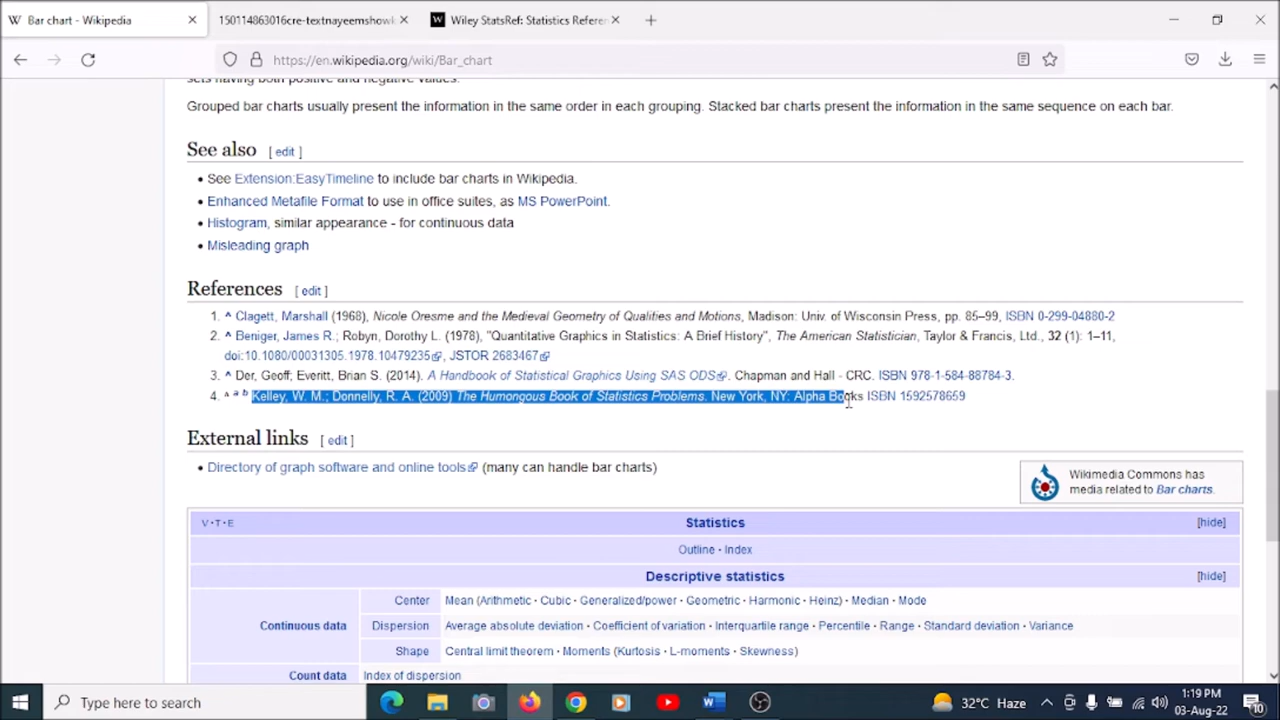 Bar chart - Wikipedia
150114863016cre-textnayeemshowk
Wiley StatsRef: Statistics Referen
https://en.wikipedia.org/wiki/Bar_chart
sets having both positive and negative values.
Grouped bar charts usually present the information in the same order in each grouping. Stacked bar charts present the information in the same sequence on each bar.
See also [ edit ]
• See Extension:EasyTimeline to include bar charts in Wikipedia.
• Enhanced Metafile Format to use in office suites, as MS PowerPoint.
• Histogram, similar appearance - for continuous data
• Misleading graph
References [ edit ]
1. ^ Clagett, Marshall (1968), Nicole Oresme and the Medieval Geometry of Qualities and Motions, Madison: Univ. of Wisconsin Press, pp. 85–99, ISBN 0-299-04880-2
2. ^ Beniger, James R.; Robyn, Dorothy L. (1978), "Quantitative Graphics in Statistics: A Brief History", The American Statistician, Taylor & Francis, Ltd., 32 (1): 1–11,
doi:10.1080/00031305.1978.10479235, JSTOR 2683467
3. ^ Der, Geoff; Everitt, Brian S. (2014). A Handbook of Statistical Graphics Using SAS ODS. Chapman and Hall - CRC. ISBN 978-1-584-88784-3.
4. ^ a b Kelley, W. M.; Donnelly, R. A. (2009) The Humongous Book of Statistics Problems. New York, NY: Alpha Books ISBN 1592578659
External links [ edit ]
• Directory of graph software and online tools (many can handle bar charts)
Wikimedia Commons has
media related to Bar charts.
V·T·E Statistics [hide]
Outline · Index
Descriptive statistics [hide]
Center Mean (Arithmetic · Cubic · Generalized/power · Geometric · Harmonic · Heinz) · Median · Mode
Continuous data Dispersion Average absolute deviation · Coefficient of variation · Interquartile range · Percentile · Range · Standard deviation · Variance
Shape Central limit theorem · Moments (Kurtosis · L-moments · Skewness)
Count data Index of dispersion
Type here to search
32°C Haze
1:19 PM
03-Aug-22
10